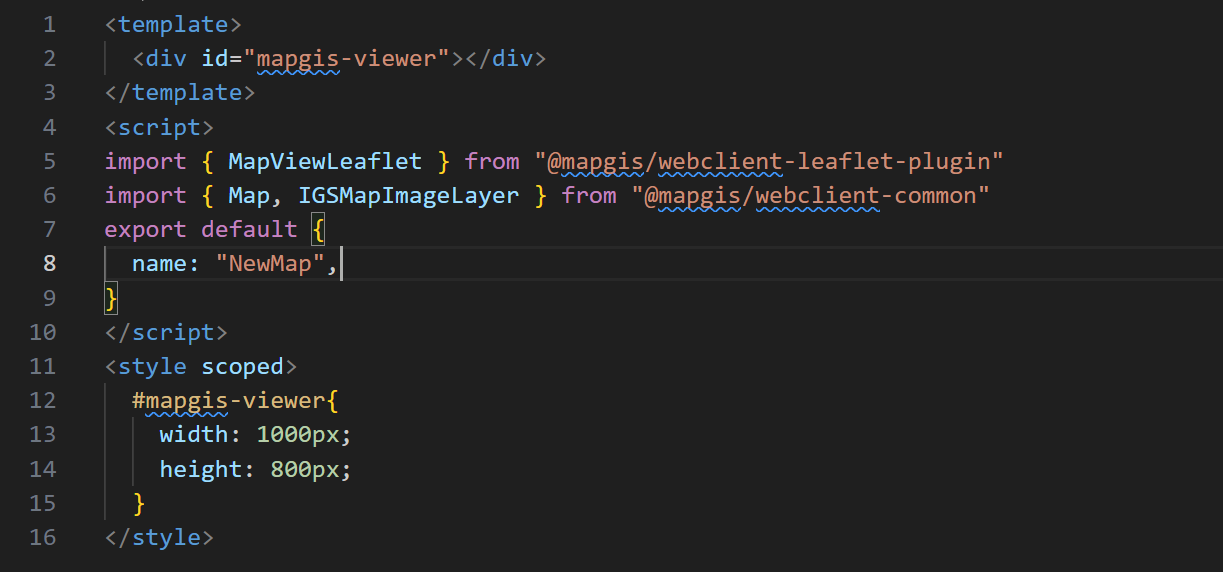 1 <template>
2   <div id="mapgis-viewer"></div>
3 </template>
4 <script>
5 import { MapViewLeaflet } from "@mapgis/webclient-leaflet-plugin"
6 import { Map, IGSMapImageLayer } from "@mapgis/webclient-common"
7 export default {
8   name: "NewMap",
9 }
10 </script>
11 <style scoped>
12   #mapgis-viewer{
13     width: 1000px;
14     height: 800px;
15   }
16 </style>